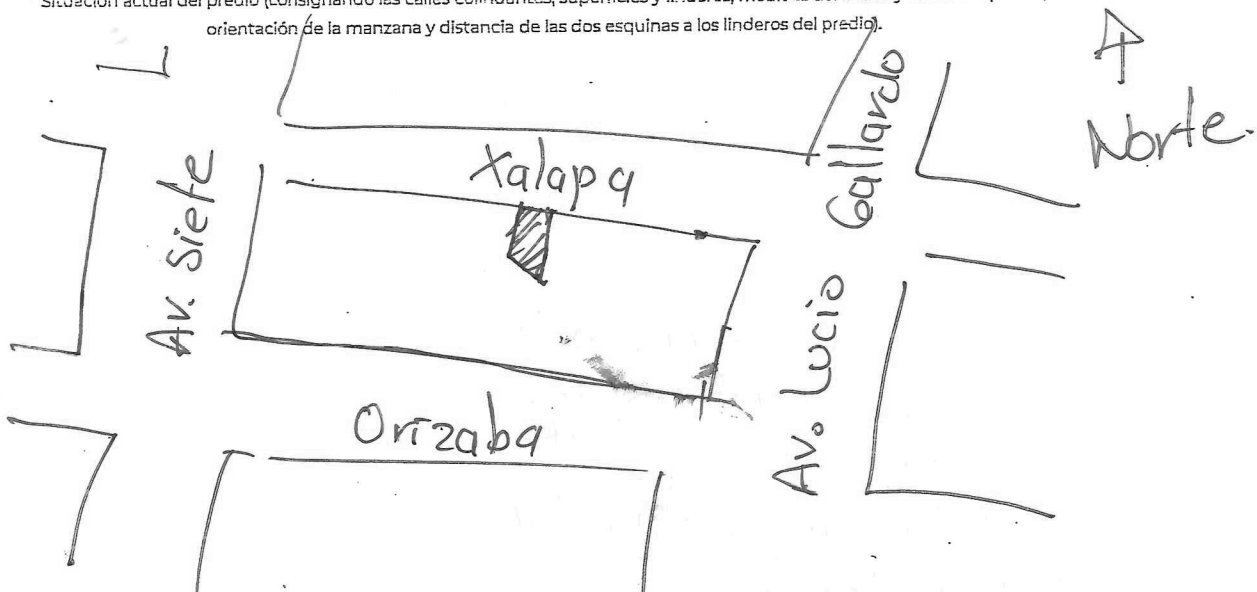 orientación de la manzana y distancia de las dos esquinas a los linderos del predio).
Norte.
Xalapa
Av. Siete
Av. Lucio Gallardo
Orizaba